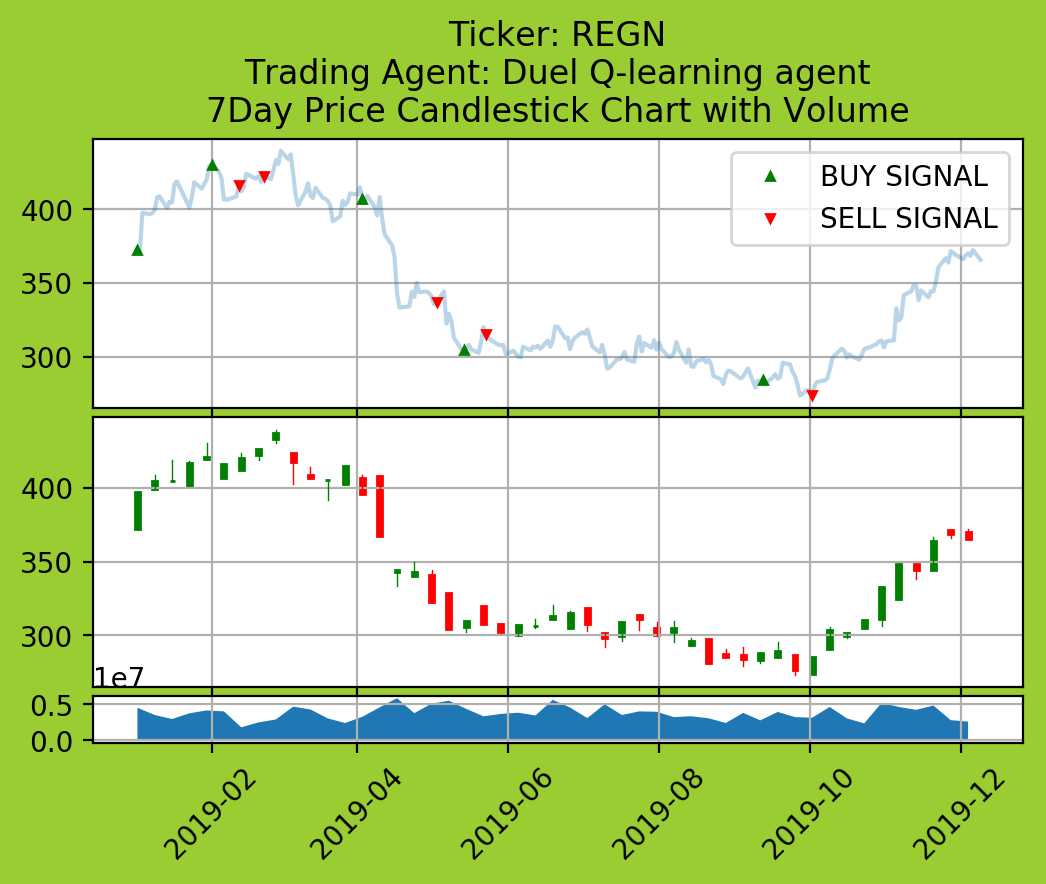 Ticker: REGN
Trading Agent: Duel Q-learning agent
7Day Price Candlestick Chart with Volume
BUY SIGNAL
SELL SIGNAL
400
350
300
400
350
300
1e7
0.5
0.0
2019-02
2019-04
2019-06
2019-08
2019-10
2019-12